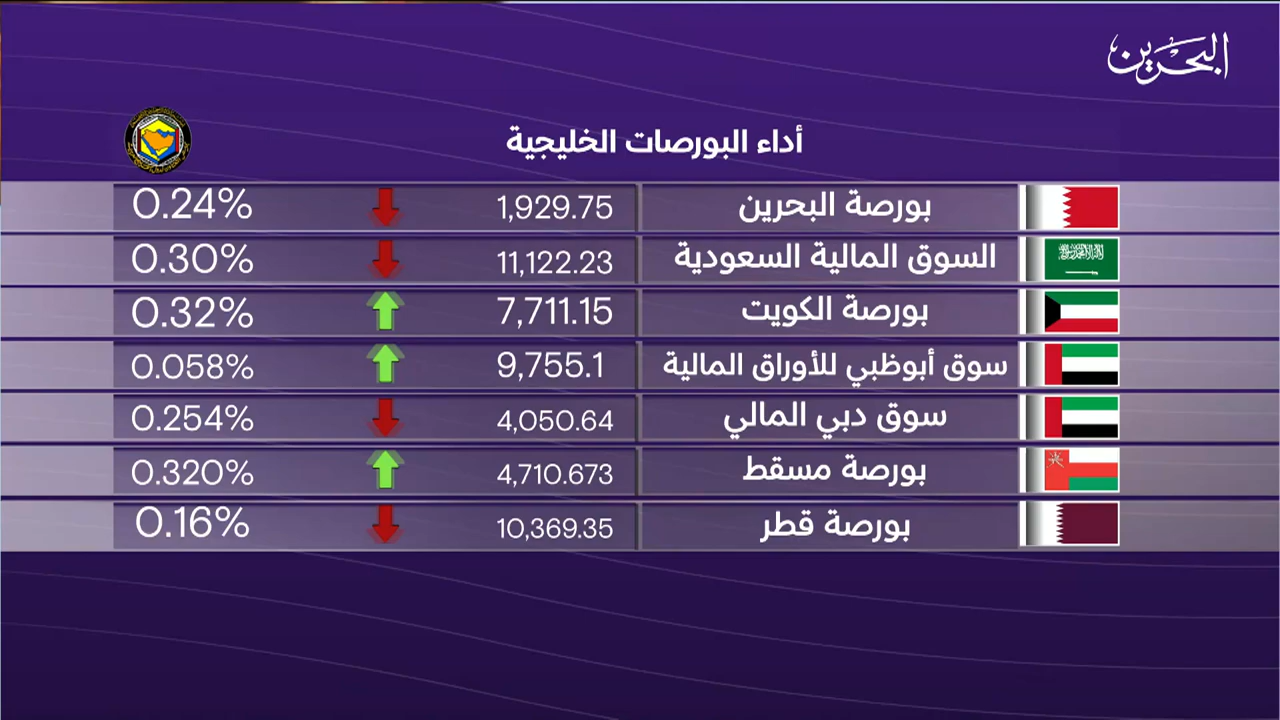 البحرين
أداء البورصات الخليجية
بورصة البحرين 1,929.75 0.24%
السوق المالية السعودية 11,122.23 0.30%
بورصة الكويت 7,711.15 0.32%
سوق أبوظبي للأوراق المالية 9,755.1 0.058%
سوق دبي المالي 4,050.64 0.254%
بورصة مسقط 4,710.673 0.320%
بورصة قطر 10,369.35 0.16%